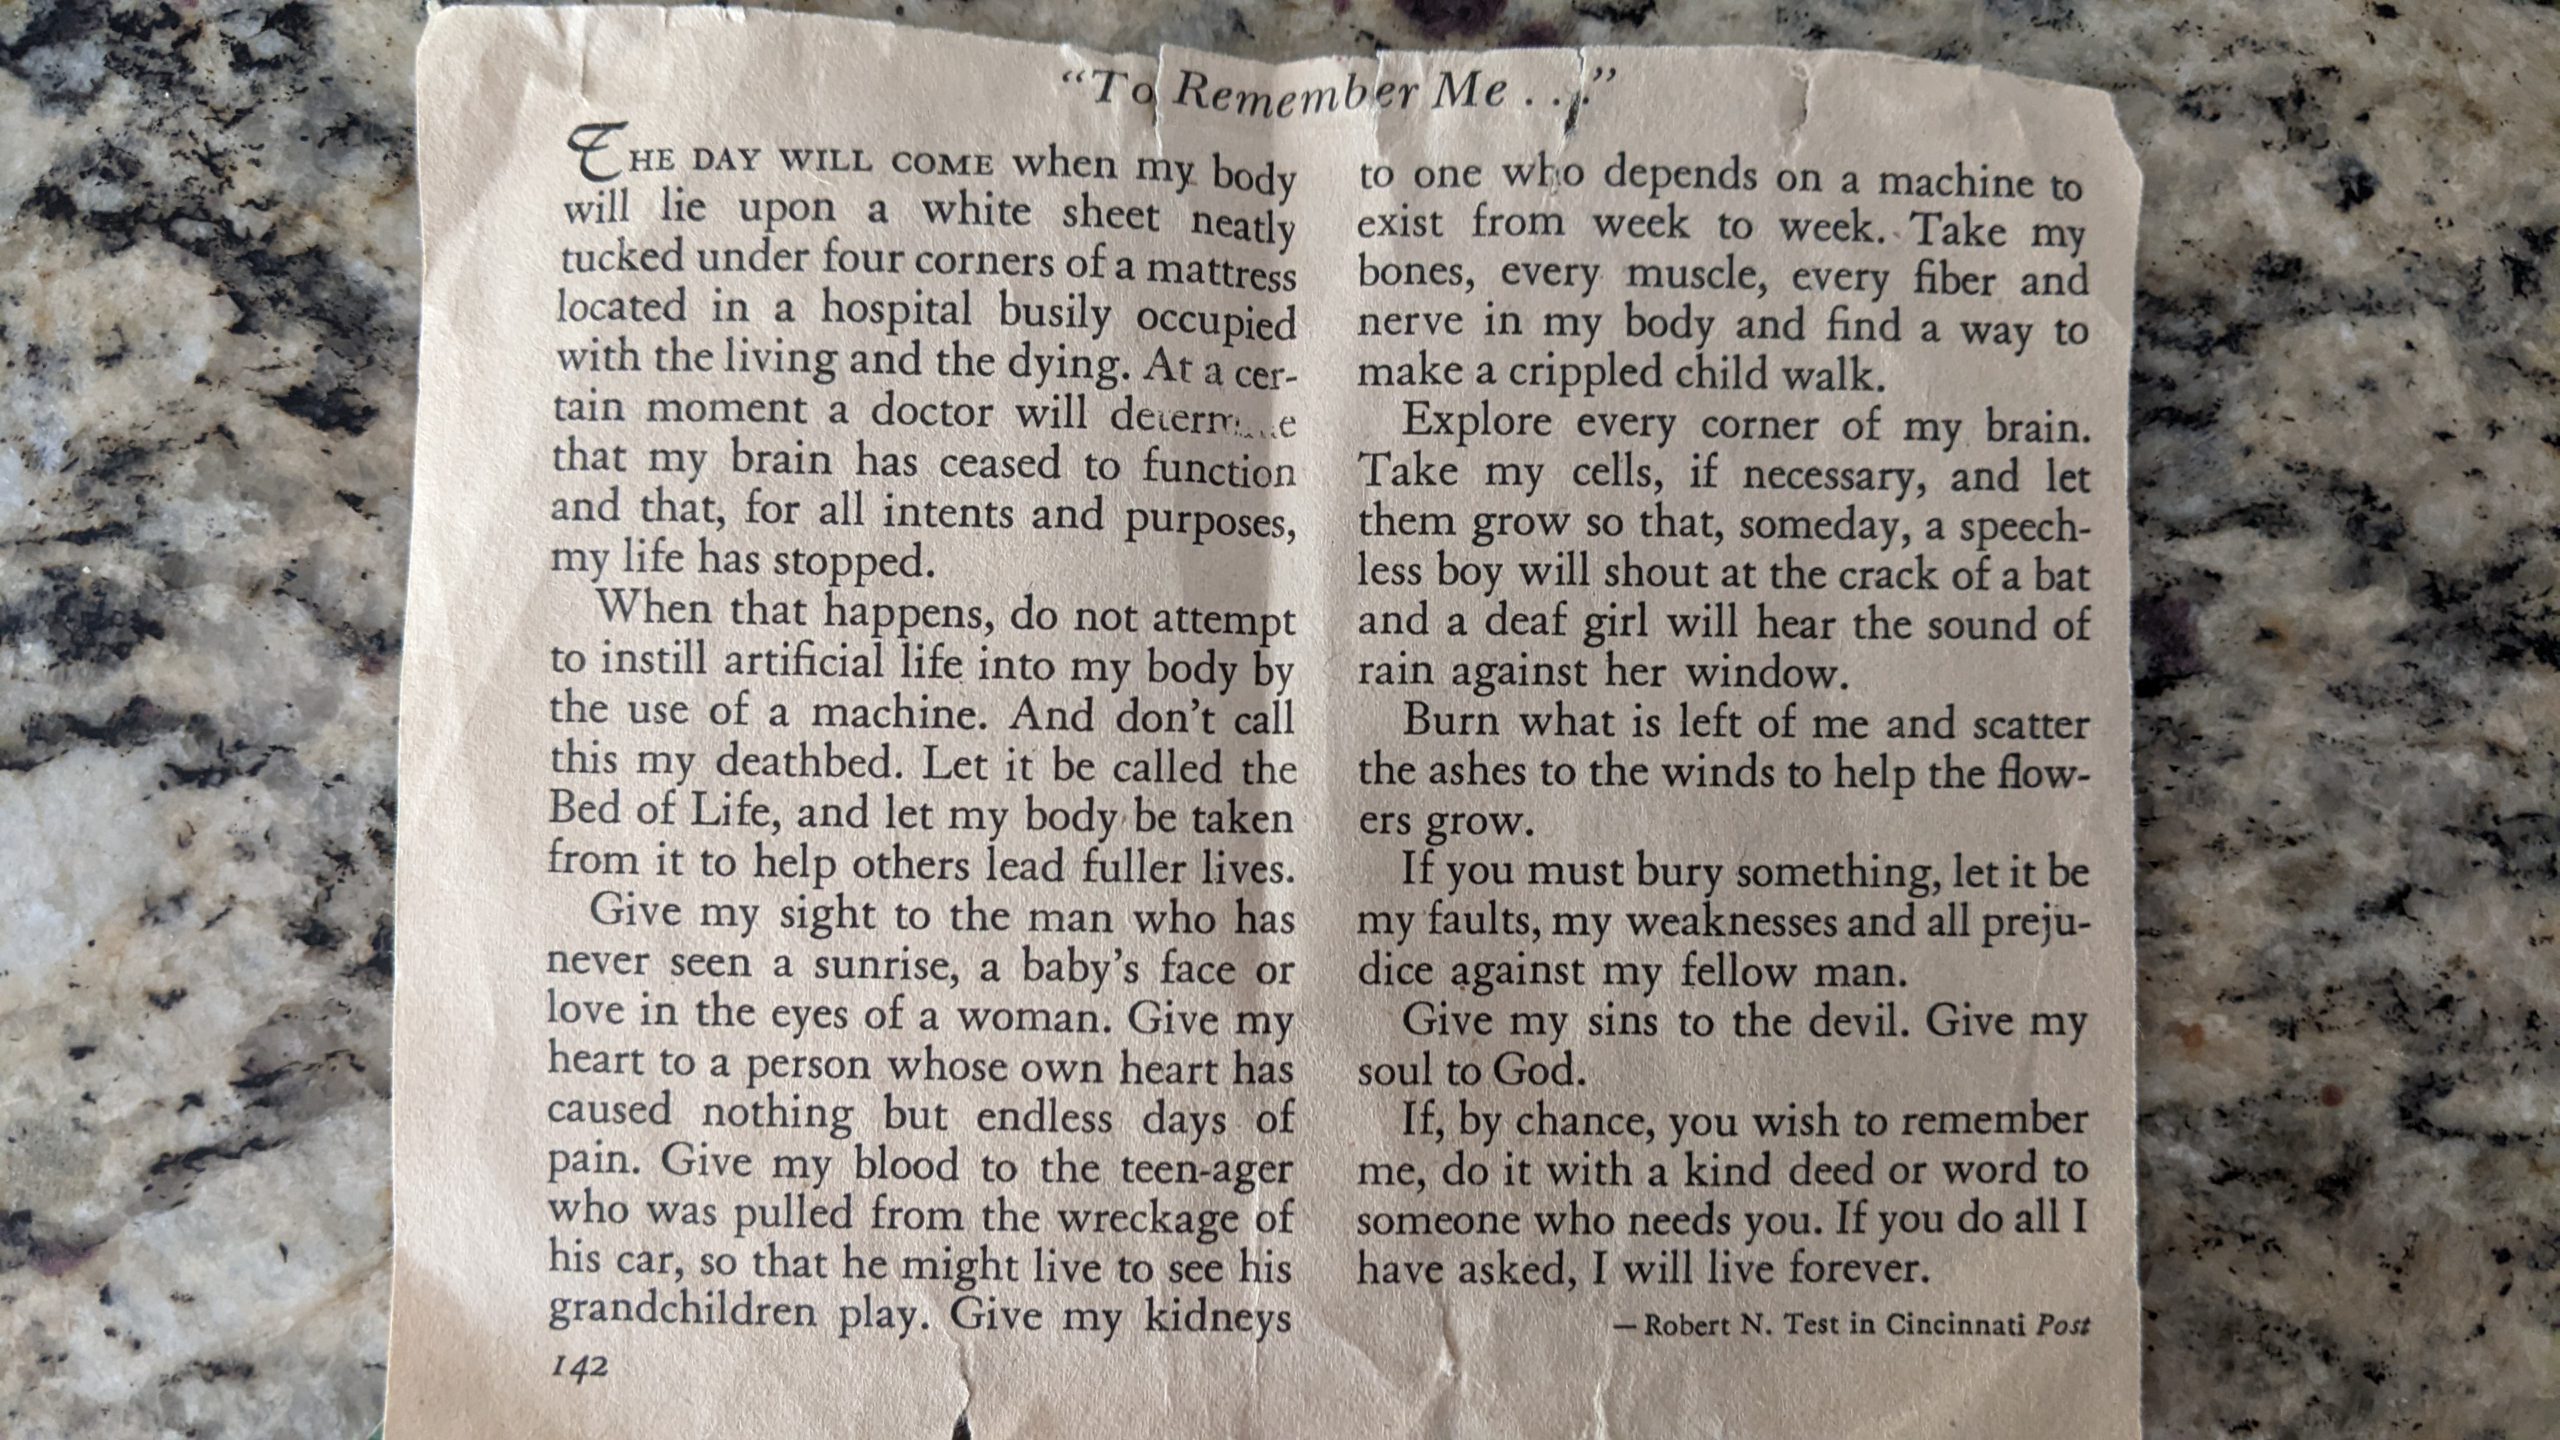 “To Remember Me . . .”
THE DAY WILL COME when my body
will lie upon a white sheet neatly
tucked under four corners of a mattress
located in a hospital busily occupied
with the living and the dying. At a cer-
tain moment a doctor will determine
that my brain has ceased to function
and that, for all intents and purposes,
my life has stopped.
When that happens, do not attempt
to instill artificial life into my body by
the use of a machine. And don’t call
this my deathbed. Let it be called the
Bed of Life, and let my body be taken
from it to help others lead fuller lives.
Give my sight to the man who has
never seen a sunrise, a baby’s face or
love in the eyes of a woman. Give my
heart to a person whose own heart has
caused nothing but endless days of
pain. Give my blood to the teen-ager
who was pulled from the wreckage of
his car, so that he might live to see his
grandchildren play. Give my kidneys
to one who depends on a machine to
exist from week to week. Take my
bones, every muscle, every fiber and
nerve in my body and find a way to
make a crippled child walk.
Explore every corner of my brain.
Take my cells, if necessary, and let
them grow so that, someday, a speech-
less boy will shout at the crack of a bat
and a deaf girl will hear the sound of
rain against her window.
Burn what is left of me and scatter
the ashes to the winds to help the flow-
ers grow.
If you must bury something, let it be
my faults, my weaknesses and all preju-
dice against my fellow man.
Give my sins to the devil. Give my
soul to God.
If, by chance, you wish to remember
me, do it with a kind deed or word to
someone who needs you. If you do all I
have asked, I will live forever.
—Robert N. Test in Cincinnati Post
142